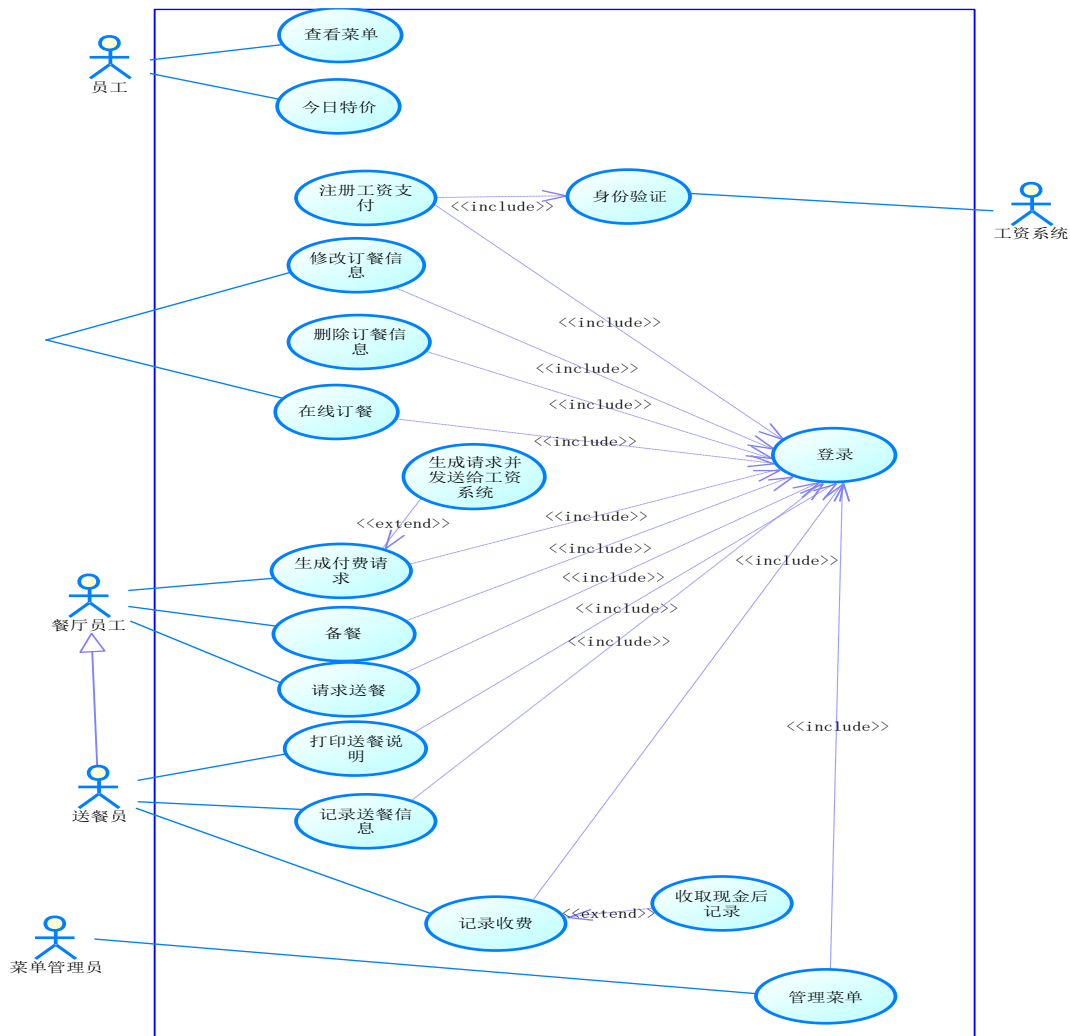 查看菜单
员工
今日特价
注册工资支
付
<<include>>
身份验证
工资系统
修改订餐信
息
<<include>>
删除订餐信
息
<<include>>
在线订餐
<<include>>
<<include>>
登录
生成请求并
发送给工资
系统
<<extend>>
<<include>>
生成付费请
求
<<include>>
<<include>>
<<include>>
餐厅员工
备餐
<<include>>
<<include>>
请求送餐
打印送餐说
明
<<include>>
送餐员
记录送餐信
息
收取现金后
记录
<<extend>>
记录收费
菜单管理员
管理菜单